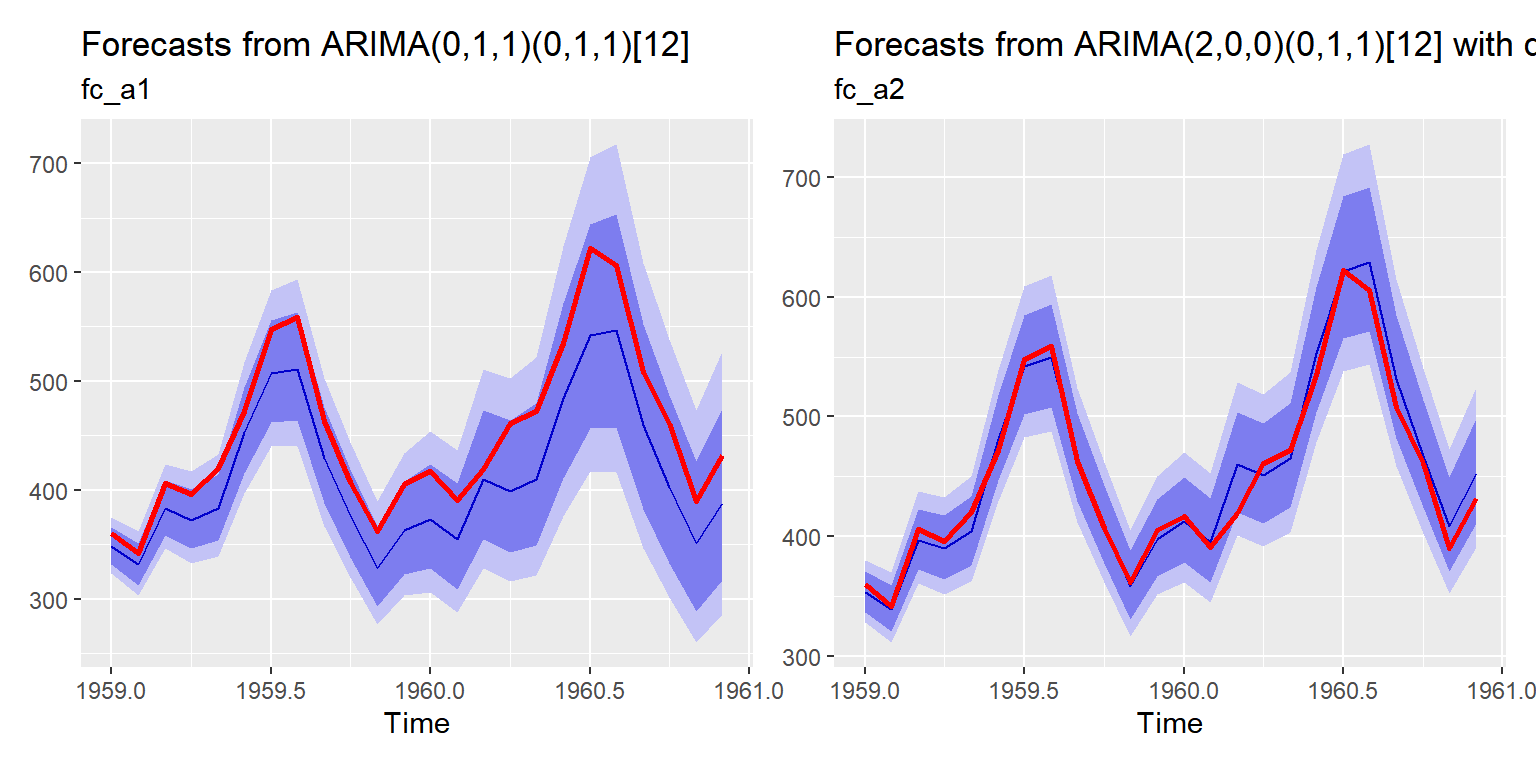 Forecasts from ARIMA(0,1,1)(0,1,1)[12]
fc_a1
700
600
500
400
300
1959.0 1959.5 1960.0 1960.5 1961.0
Time
Forecasts from ARIMA(2,0,0)(0,1,1)[12] with
fc_a2
700
600
500
400
300
1959.0 1959.5 1960.0 1960.5 1961.0
Time